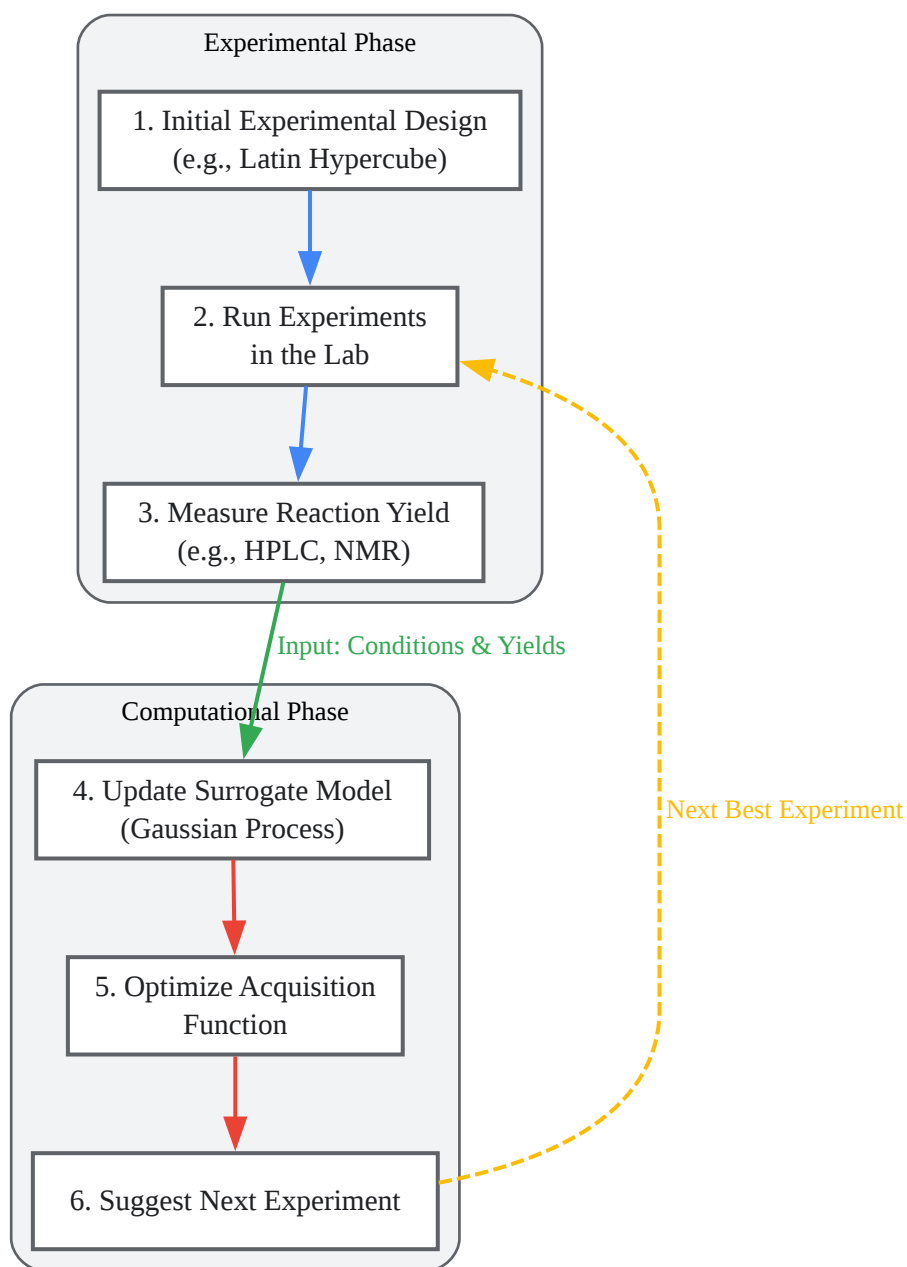 Experimental Phase
1. Initial Experimental Design
(e.g., Latin Hypercube)
2. Run Experiments
in the Lab
3. Measure Reaction Yield
(e.g., HPLC, NMR)
Input: Conditions & Yields
Computational Phase
4. Update Surrogate Model
(Gaussian Process)
Next Best Experiment
5. Optimize Acquisition
Function
6. Suggest Next Experiment